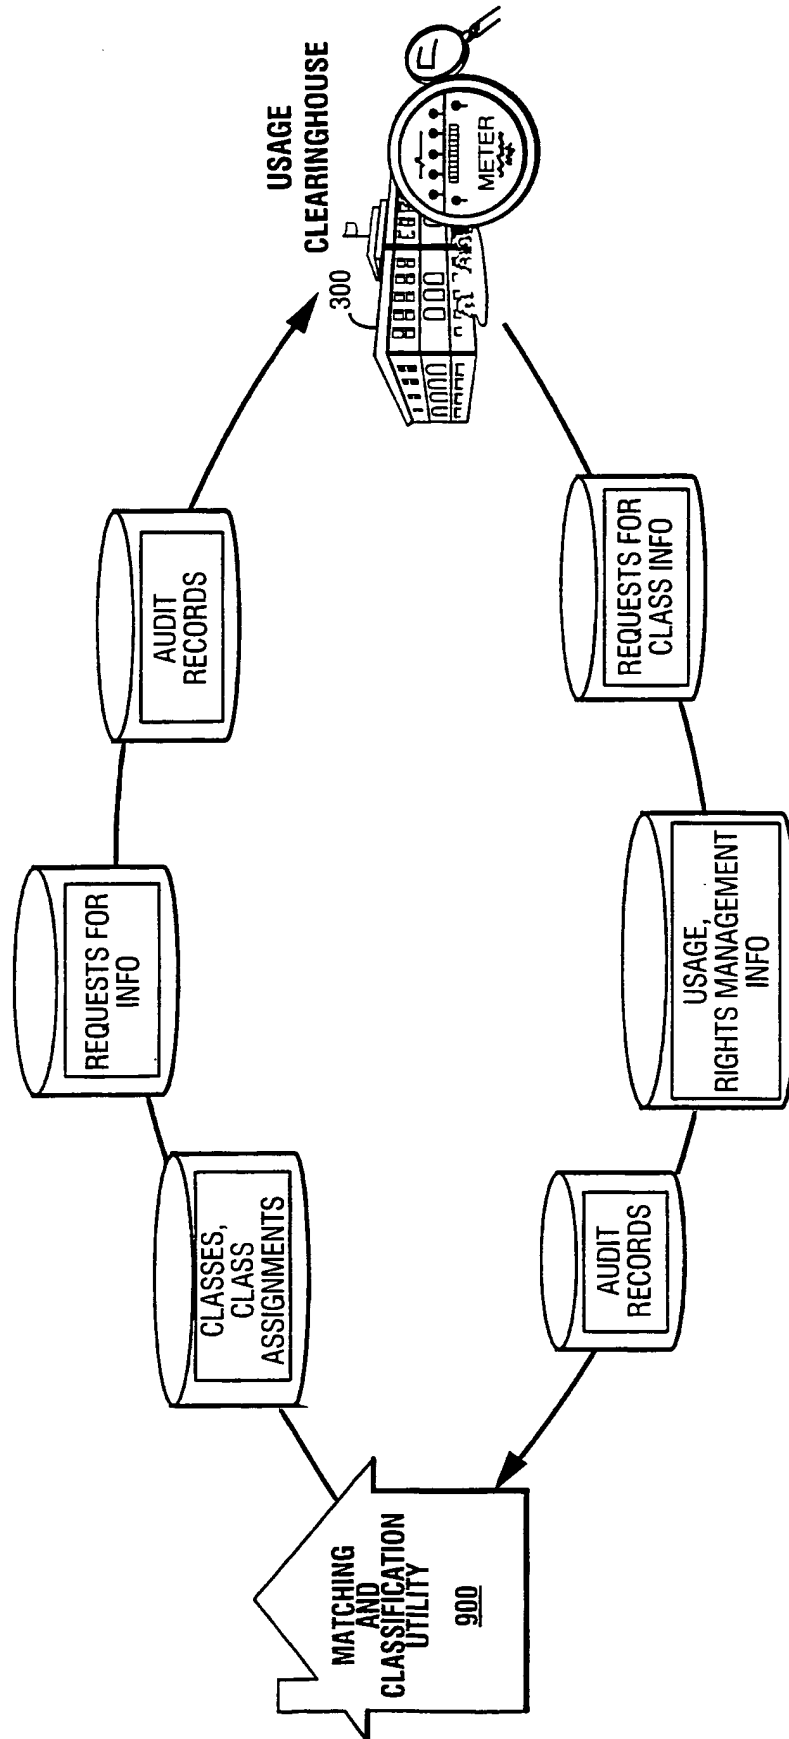 CLASSES,
CLASS
ASSIGNMENTS
REQUESTS FOR
INFO
AUDIT
RECORDS
USAGE
CLEARINGHOUSE
300
METER
MATCHING
AND
CLASSIFICATION
UTILITY
900
AUDIT
RECORDS
USAGE,
RIGHTS MANAGEMENT
INFO
REQUESTS FOR
CLASS INFO